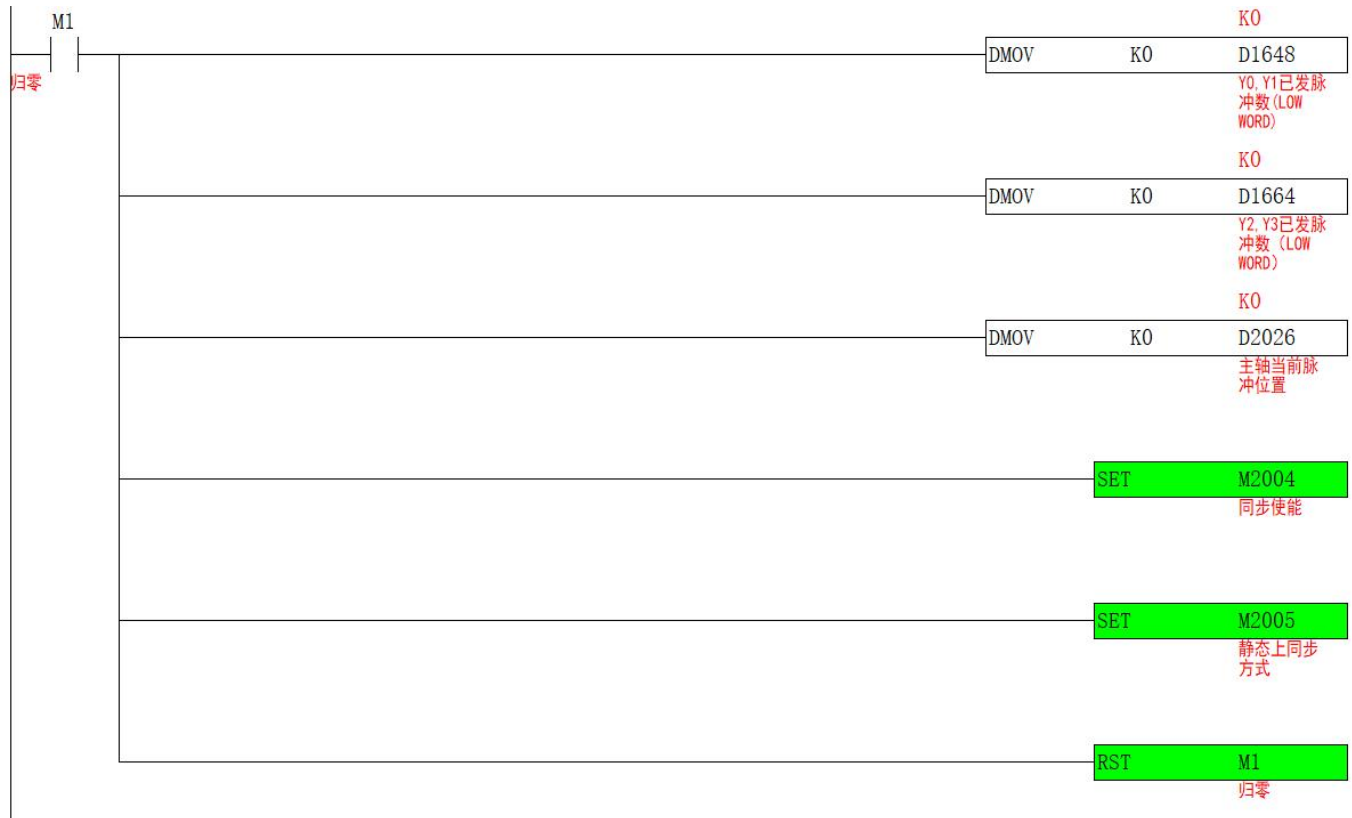 M1
归零
K0
DMOV K0 D1648
Y0,Y1已发脉
冲数(LOW
WORD)
K0
DMOV K0 D1664
Y2,Y3已发脉
冲数（LOW
WORD）
K0
DMOV K0 D2026
主轴当前脉
冲位置
SET M2004
同步使能
SET M2005
静态上同步
方式
RST M1
归零